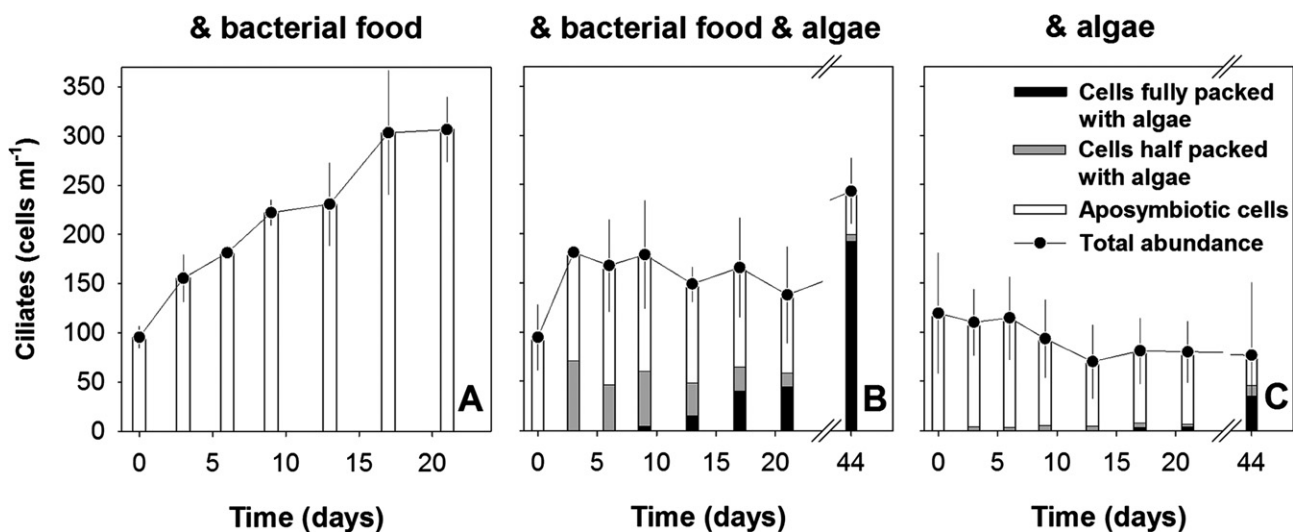 & bacterial food
& bacterial food & algae
& algae
Ciliates (cells ml-1)
350
300
250
200
150
100
50
0
A
0 5 10 15 20
Time (days)
B
0 5 10 15 20 44
Time (days)
Cells fully packed
with algae
Cells half packed
with algae
Aposymbiotic cells
Total abundance
C
0 5 10 15 20 44
Time (days)